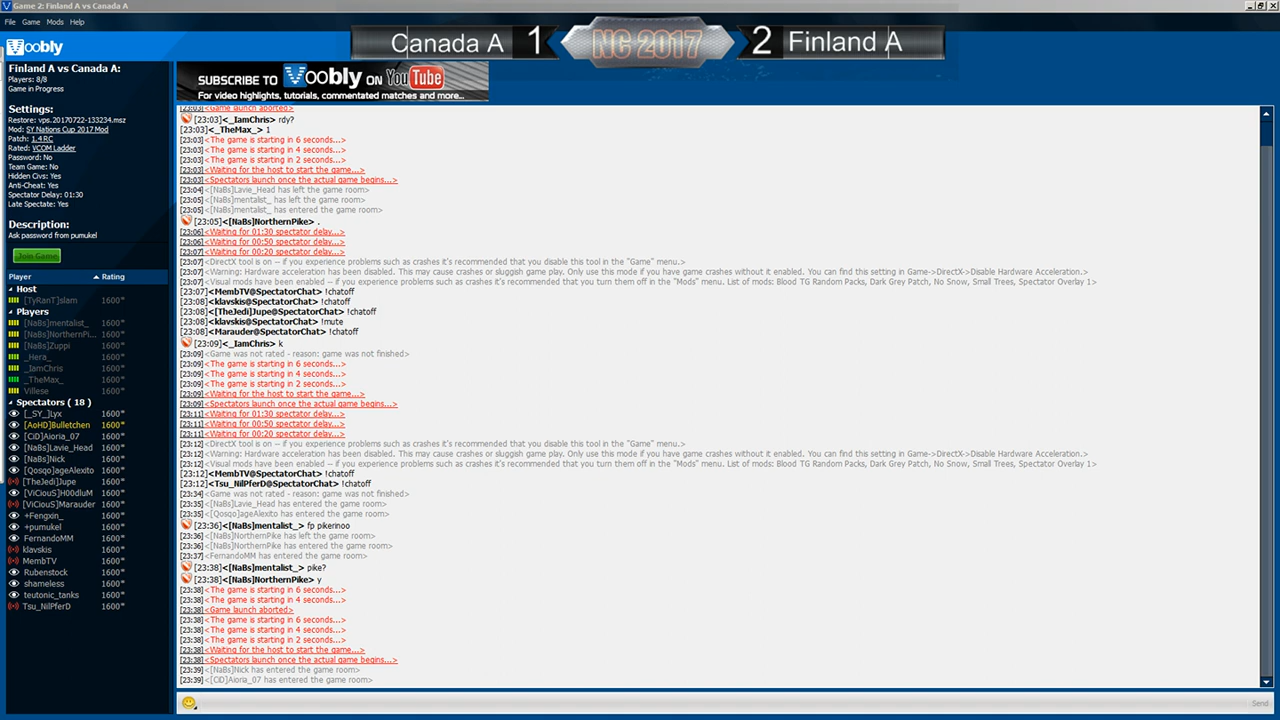 Game 2: Finland A vs Canada A
File Game Mods Help
Canada A 1 NC 2017 2 Finland A
Voobly
Finland A vs Canada A:
Players: 8/8
Game in Progress
Settings:
Restore: vps.20170722-133234.msz
Mod: SY Nations Cup 2017 Mod
Patch: 1.4 RC
Rated: VCOM Ladder
Password: No
Team Game: No
Hidden Civs: Yes
Anti-Cheat: Yes
Spectator Delay: 01:30
Late Spectate: Yes
Description:
Ask password from pumukel
Join Game
Player Rating
Host
[TyRanT]slam 1600*
Players
[NaBs]mentalist_ 1600*
[NaBs]NorthernPi... 1600*
[NaBs]Zuppi 1600*
_Hera_ 1600*
_IamChris 1600*
_TheMax_ 1600*
Villese 1600*
Spectators ( 18 )
[_SY_]Lyx 1600*
[AoHD]Bulletchen 1600*
[CiD]Aioria_07 1600*
[NaBs]Lavie_Head 1600*
[NaBs]Nick 1600*
[Qosqo]ageAlexito 1600*
[TheJedi]Jupe 1600*
[ViCiouS]H00dluM 1600*
[ViCiouS]Marauder 1600*
+Fengxin_ 1600*
+pumukel 1600*
FernandoMM 1600*
klavskis 1600*
MembTV 1600*
Rubenstock 1600*
shameless 1600*
teutonic_tanks 1600*
Tsu_NilPferD 1600*
SUBSCRIBE TO Voobly ON YouTube
For video highlights, tutorials, commentated matches and more...
[23:03]<Game launch aborted>
[23:03]<_IamChris> rdy?
[23:03]<_TheMax_> 1
[23:03]<The game is starting in 6 seconds...>
[23:03]<The game is starting in 4 seconds...>
[23:03]<The game is starting in 2 seconds...>
[23:03]<Waiting for the host to start the game...>
[23:03]<Spectators launch once the actual game begins...>
[23:04]<[NaBs]Lavie_Head has left the game room>
[23:05]<[NaBs]mentalist_ has left the game room>
[23:05]<[NaBs]mentalist_ has entered the game room>
[23:05]<[NaBs]NorthernPike> .
[23:06]<Waiting for 01:30 spectator delay...>
[23:06]<Waiting for 00:50 spectator delay...>
[23:07]<Waiting for 00:20 spectator delay...>
[23:07]<DirectX tool is on -- if you experience problems such as crashes it's recommended that you disable this tool in the "Game" menu.>
[23:07]<Warning: Hardware acceleration has been disabled. This may cause crashes or sluggish game play. Only use this mode if you have game crashes without it enabled. You can find this setting in Game->DirectX->Disable Hardware Acceleration.>
[23:07]<Visual mods have been enabled -- if you experience problems such as crashes it's recommended that you turn them off in the "Mods" menu. List of mods: Blood TG Random Packs, Dark Grey Patch, No Snow, Small Trees, Spectator Overlay 1>
[23:07]<MembTV@SpectatorChat> !chatoff
[23:08]<klavskis@SpectatorChat> !chatoff
[23:08]<[TheJedi]Jupe@SpectatorChat> !chatoff
[23:08]<klavskis@SpectatorChat> !mute
[23:08]<Marauder@SpectatorChat> !chatoff
[23:09]<_IamChris> k
[23:09]<Game was not rated - reason: game was not finished>
[23:09]<The game is starting in 6 seconds...>
[23:09]<The game is starting in 4 seconds...>
[23:09]<The game is starting in 2 seconds...>
[23:09]<Waiting for the host to start the game...>
[23:09]<Spectators launch once the actual game begins...>
[23:11]<Waiting for 01:30 spectator delay...>
[23:11]<Waiting for 00:50 spectator delay...>
[23:11]<Waiting for 00:20 spectator delay...>
[23:12]<DirectX tool is on -- if you experience problems such as crashes it's recommended that you disable this tool in the "Game" menu.>
[23:12]<Warning: Hardware acceleration has been disabled. This may cause crashes or sluggish game play. Only use this mode if you have game crashes without it enabled. You can find this setting in Game->DirectX->Disable Hardware Acceleration.>
[23:12]<Visual mods have been enabled -- if you experience problems such as crashes it's recommended that you turn them off in the "Mods" menu. List of mods: Blood TG Random Packs, Dark Grey Patch, No Snow, Small Trees, Spectator Overlay 1>
[23:12]<MembTV@SpectatorChat> !chatoff
[23:12]<Tsu_NilPferD@SpectatorChat> !chatoff
[23:34]<Game was not rated - reason: game was not finished>
[23:35]<[NaBs]Lavie_Head has entered the game room>
[23:35]<[Qosqo]ageAlexito has entered the game room>
[23:36]<[NaBs]mentalist_> fp pikerinoo
[23:36]<[NaBs]NorthernPike has left the game room>
[23:36]<[NaBs]NorthernPike has entered the game room>
[23:37]<FernandoMM has entered the game room>
[23:38]<[NaBs]mentalist_> pike?
[23:38]<[NaBs]NorthernPike> y
[23:38]<The game is starting in 6 seconds...>
[23:38]<The game is starting in 4 seconds...>
[23:38]<Game launch aborted>
[23:38]<The game is starting in 6 seconds...>
[23:38]<The game is starting in 4 seconds...>
[23:38]<The game is starting in 2 seconds...>
[23:38]<Waiting for the host to start the game...>
[23:38]<Spectators launch once the actual game begins...>
[23:39]<[NaBs]Nick has entered the game room>
[23:39]<[CiD]Aioria_07 has entered the game room>
Send